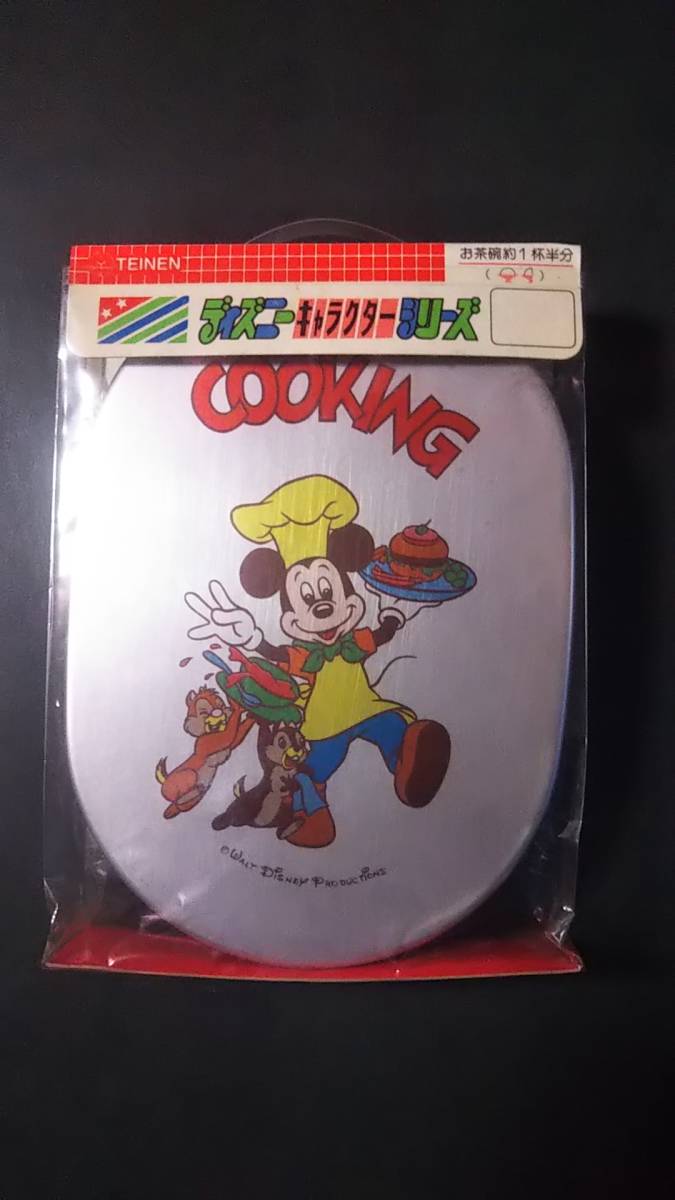 TEINEN
お茶碗約1杯半分
ディズニーキャラクターシリーズ
COOKING
©WALT DISNEY PRODUCTIONS